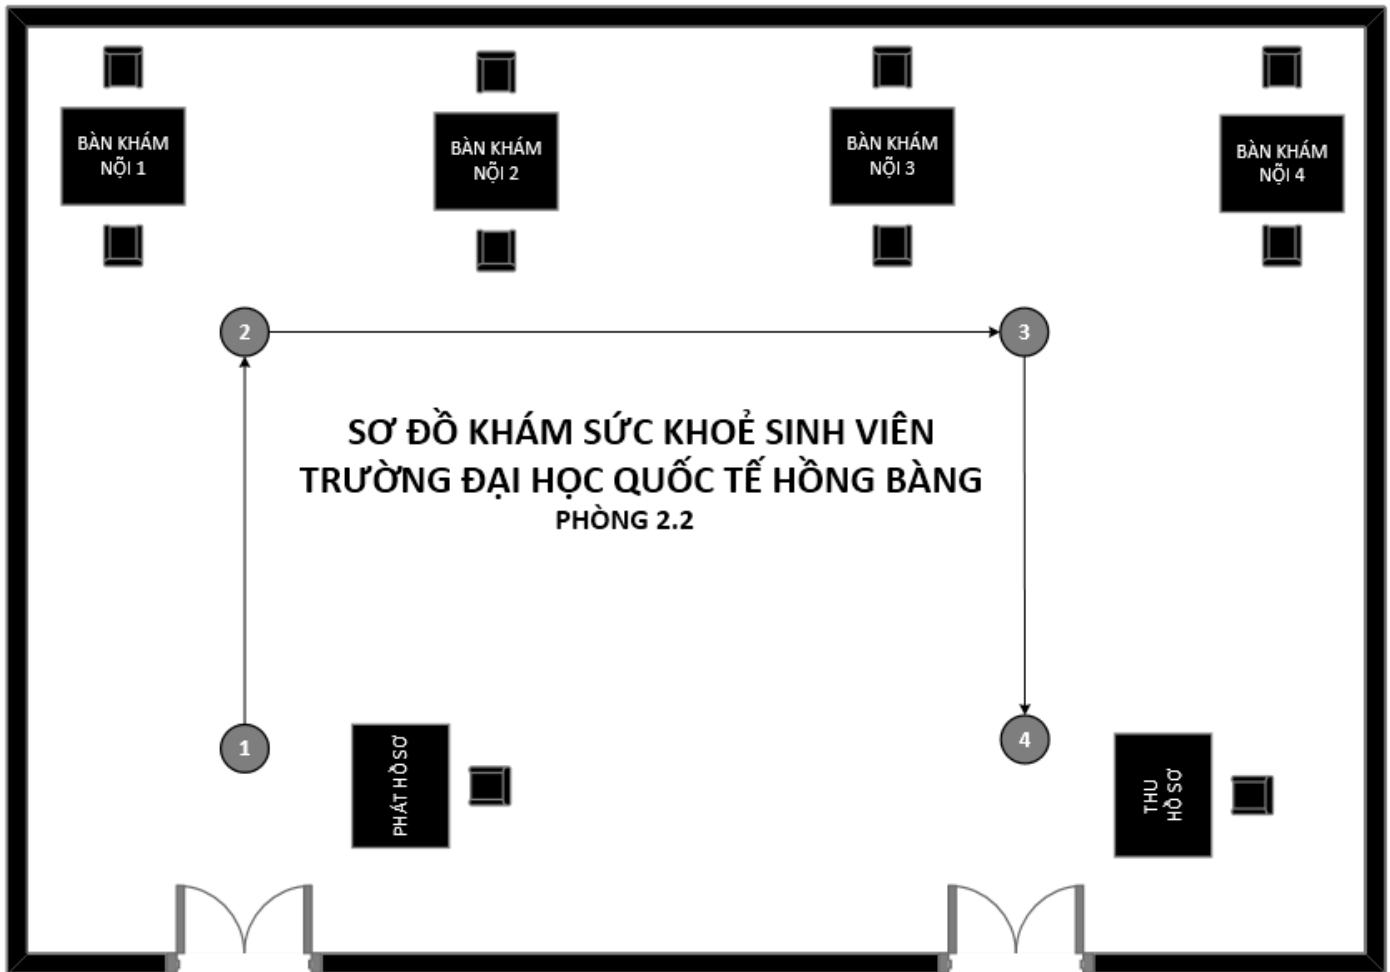 BÀN KHÁM
NỘI 1
BÀN KHÁM
NỘI 2
BÀN KHÁM
NỘI 3
BÀN KHÁM
NỘI 4
2
3
SƠ ĐỒ KHÁM SỨC KHOẺ SINH VIÊN
TRƯỜNG ĐẠI HỌC QUỐC TẾ HỒNG BÀNG
PHÒNG 2.2
1
PHÁT HỒ SƠ
4
THU
HỒ SƠ